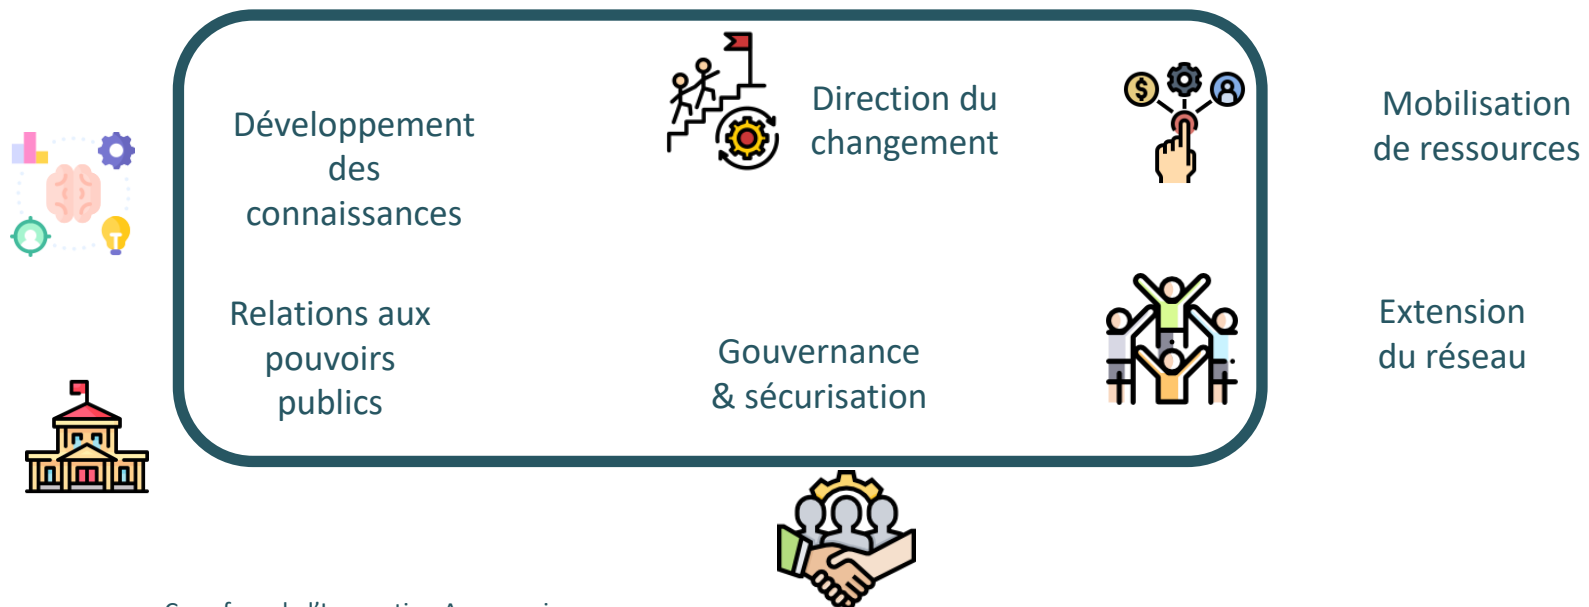 Développement
des
connaissances
Direction du
changement
Mobilisation
de ressources
Relations aux
pouvoirs
publics
Gouvernance
& sécurisation
Extension
du réseau